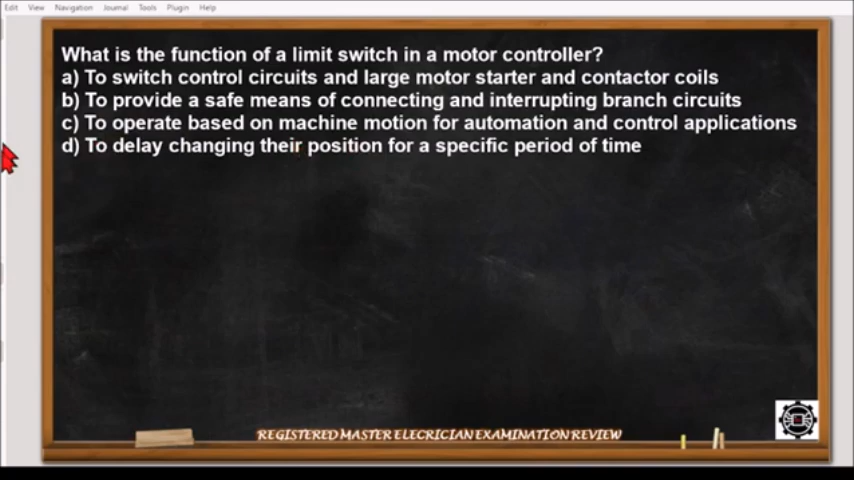 Edit View Navigation Journal Tools Plugin Help
What is the function of a limit switch in a motor controller?
a) To switch control circuits and large motor starter and contactor coils
b) To provide a safe means of connecting and interrupting branch circuits
c) To operate based on machine motion for automation and control applications
d) To delay changing their position for a specific period of time
REGISTERED MASTER ELECRICIAN EXAMINATION REVIEW